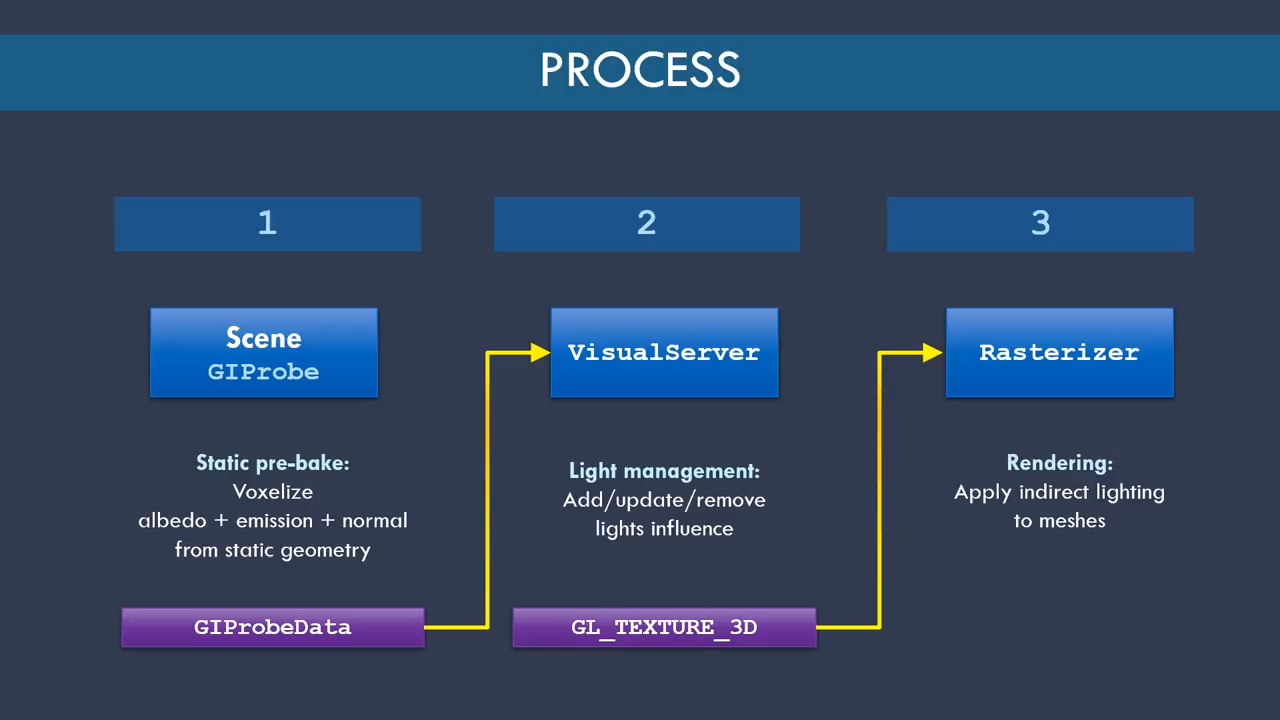 PROCESS
1
2
3
Scene
GIProbe
VisualServer
Rasterizer
Static pre-bake:
Voxelize
albedo + emission + normal
from static geometry
Light management:
Add/update/remove
lights influence
Rendering:
Apply indirect lighting
to meshes
GIProbeData
GL_TEXTURE_3D